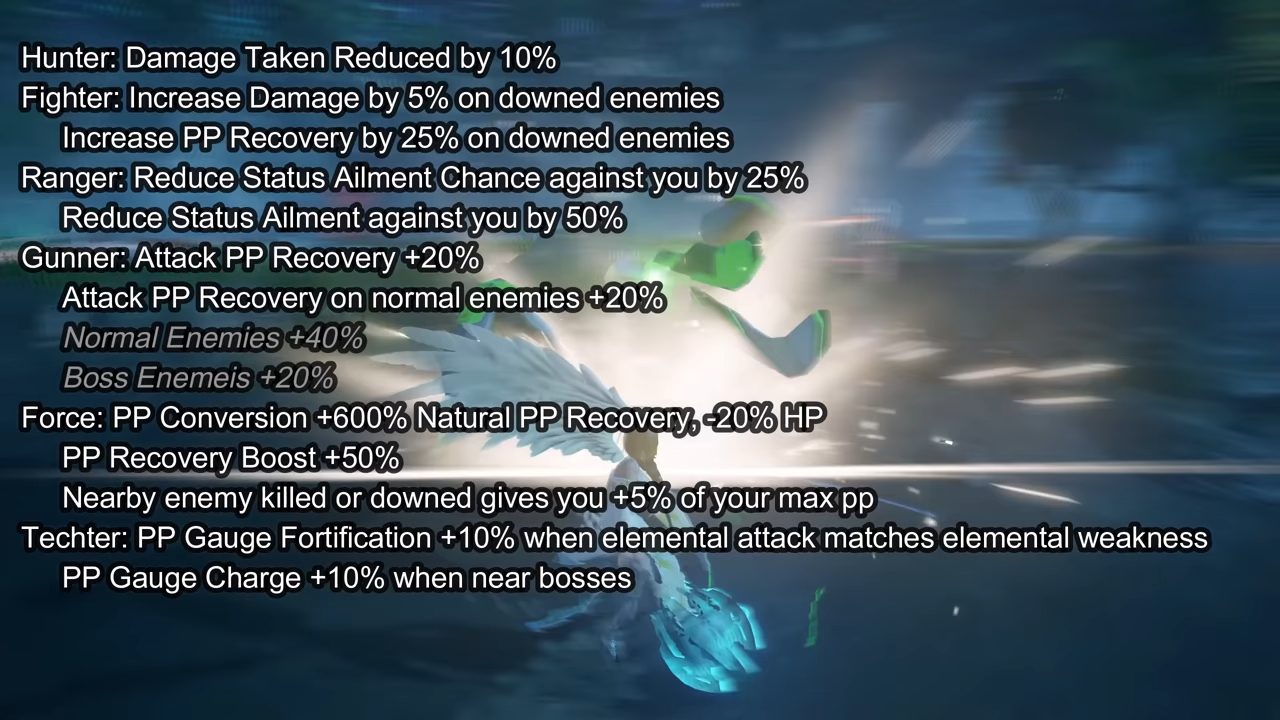 Hunter: Damage Taken Reduced by 10%
Fighter: Increase Damage by 5% on downed enemies
Increase PP Recovery by 25% on downed enemies
Ranger: Reduce Status Ailment Chance against you by 25%
Reduce Status Ailment against you by 50%
Gunner: Attack PP Recovery +20%
Attack PP Recovery on normal enemies +20%
Normal Enemies +40%
Boss Enemeis +20%
Force: PP Conversion +600% Natural PP Recovery, -20% HP
PP Recovery Boost +50%
Nearby enemy killed or downed gives you +5% of your max pp
Techter: PP Gauge Fortification +10% when elemental attack matches elemental weakness
PP Gauge Charge +10% when near bosses